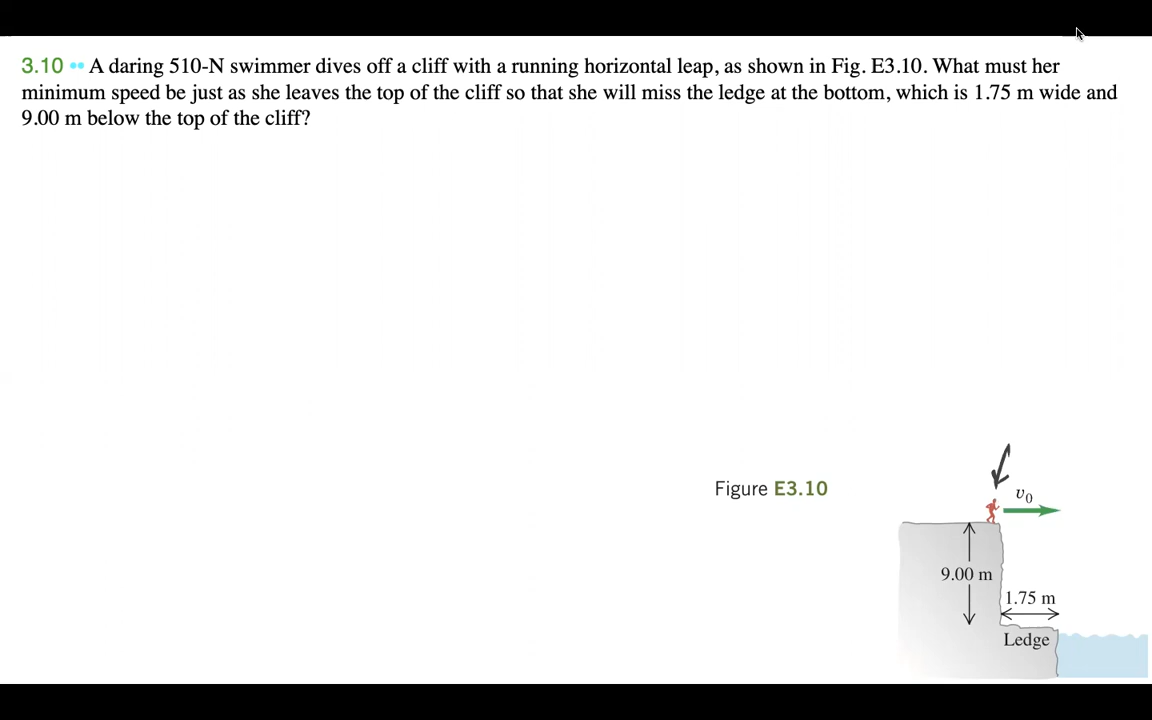 3.10 •• A daring 510-N swimmer dives off a cliff with a running horizontal leap, as shown in Fig. E3.10. What must her
minimum speed be just as she leaves the top of the cliff so that she will miss the ledge at the bottom, which is 1.75 m wide and
9.00 m below the top of the cliff?
Figure E3.10
v0
9.00 m
1.75 m
Ledge